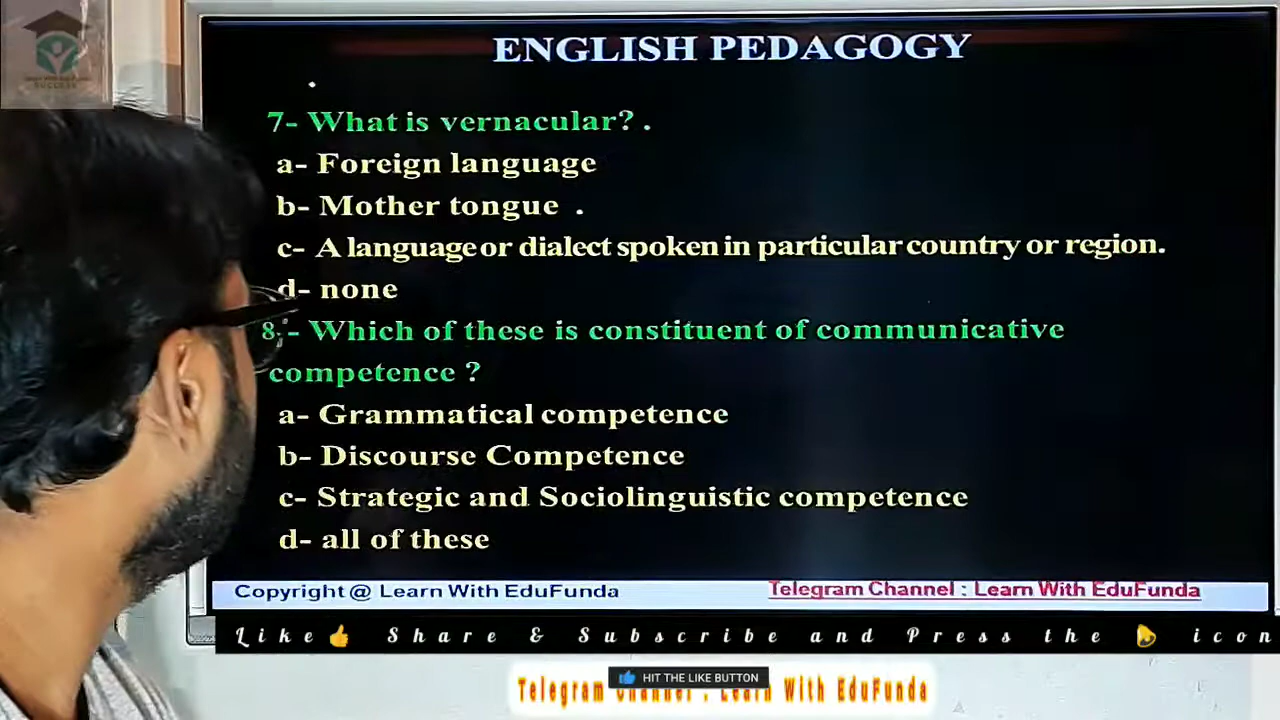 ENGLISH PEDAGOGY
7- What is vernacular? .
a- Foreign language
b- Mother tongue .
c- A language or dialect spoken in particular country or region.
d- none
8- Which of these is constituent of communicative
competence ?
a- Grammatical competence
b- Discourse Competence
c- Strategic and Sociolinguistic competence
d- all of these
Copyright @ Learn With EduFunda
Telegram Channel : Learn With EduFunda
Like 👍 Share & Subscribe and Press the 🔔 icon
HIT THE LIKE BUTTON
Telegram Learn With EduFunda